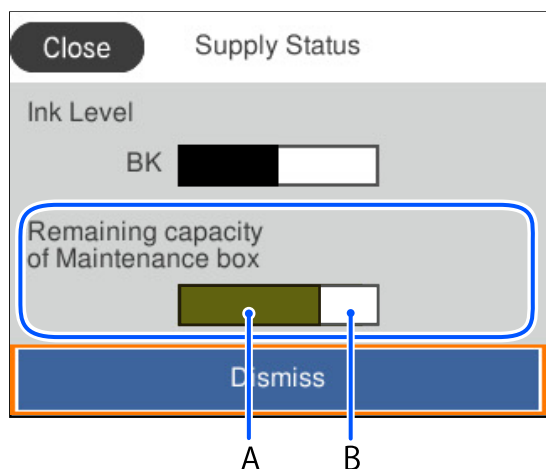 Close
Supply Status
Ink Level
BK
Remaining capacity
of Maintenance box
Dismiss
A
B